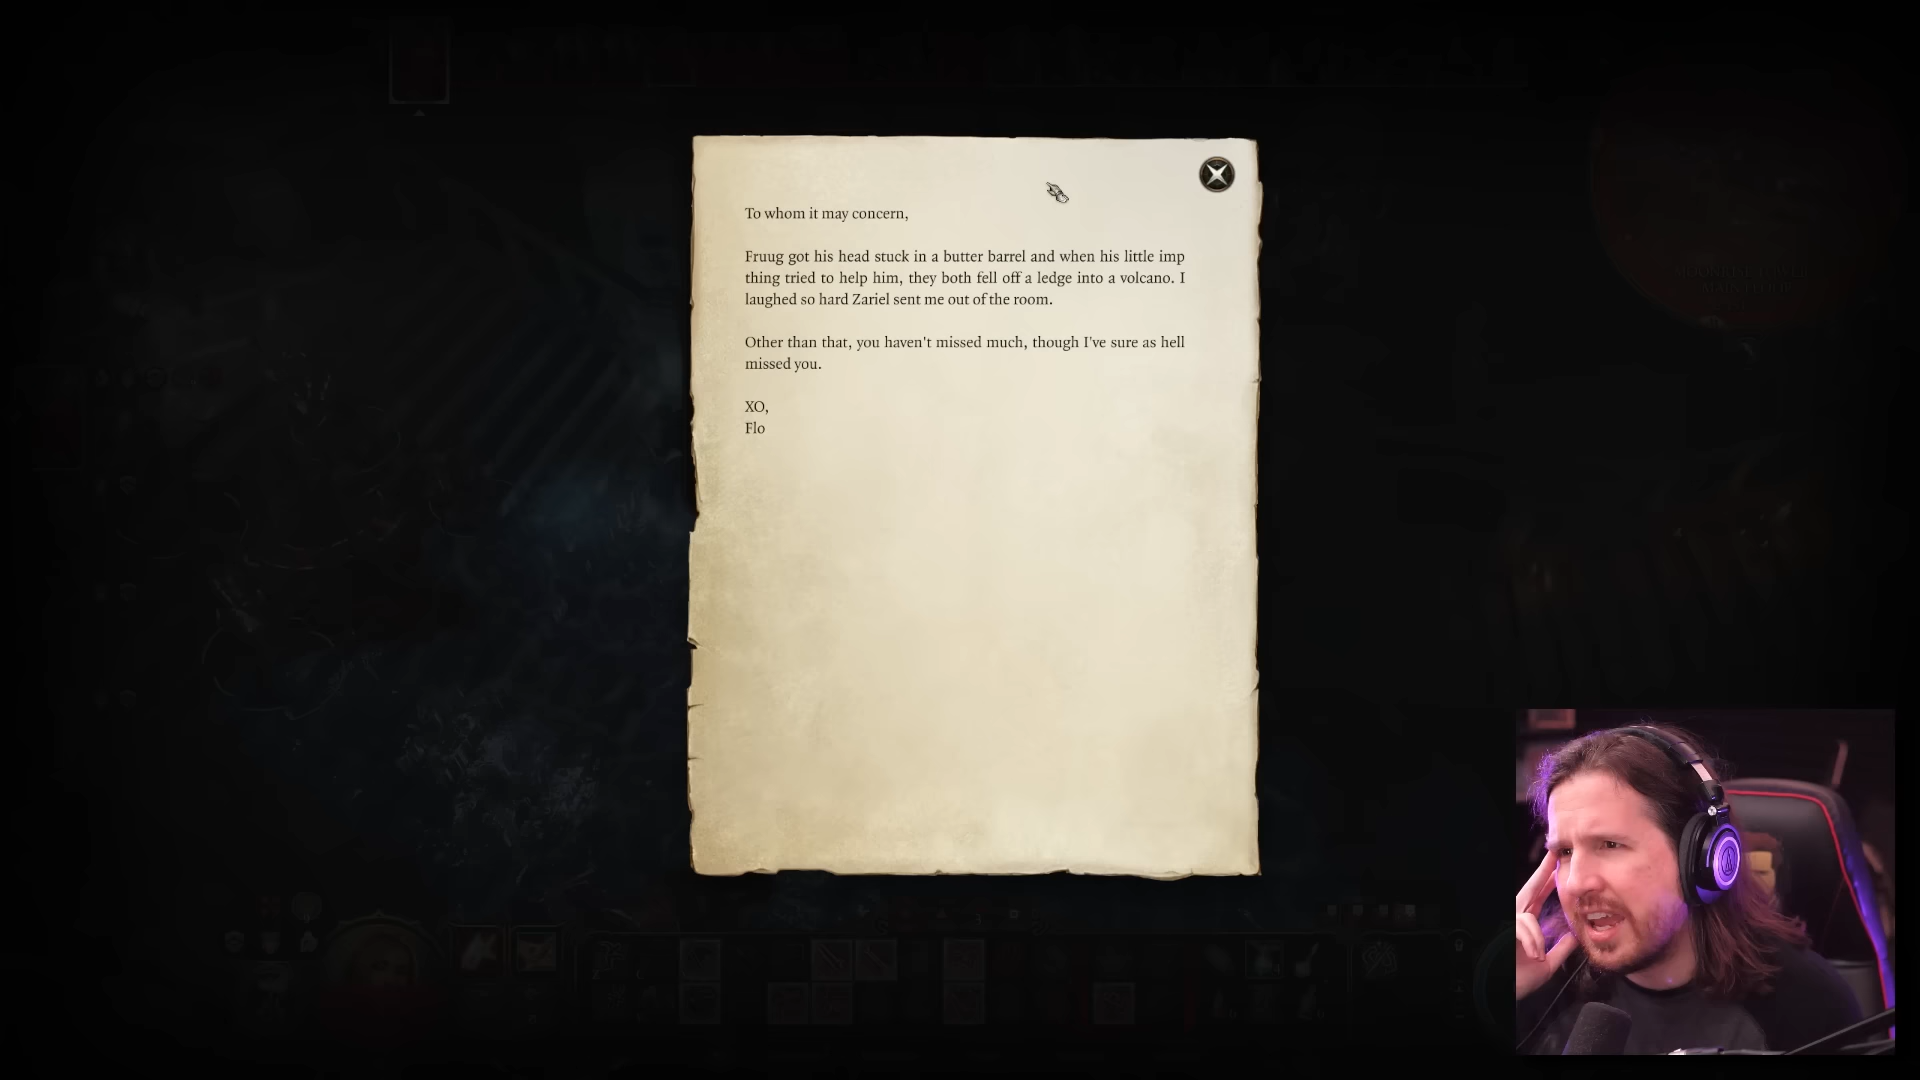 To whom it may concern,
Fruug got his head stuck in a butter barrel and when his little imp
thing tried to help him, they both fell off a ledge into a volcano. I
laughed so hard Zariel sent me out of the room.
Other than that, you haven't missed much, though I've sure as hell
missed you.
XO,
Flo